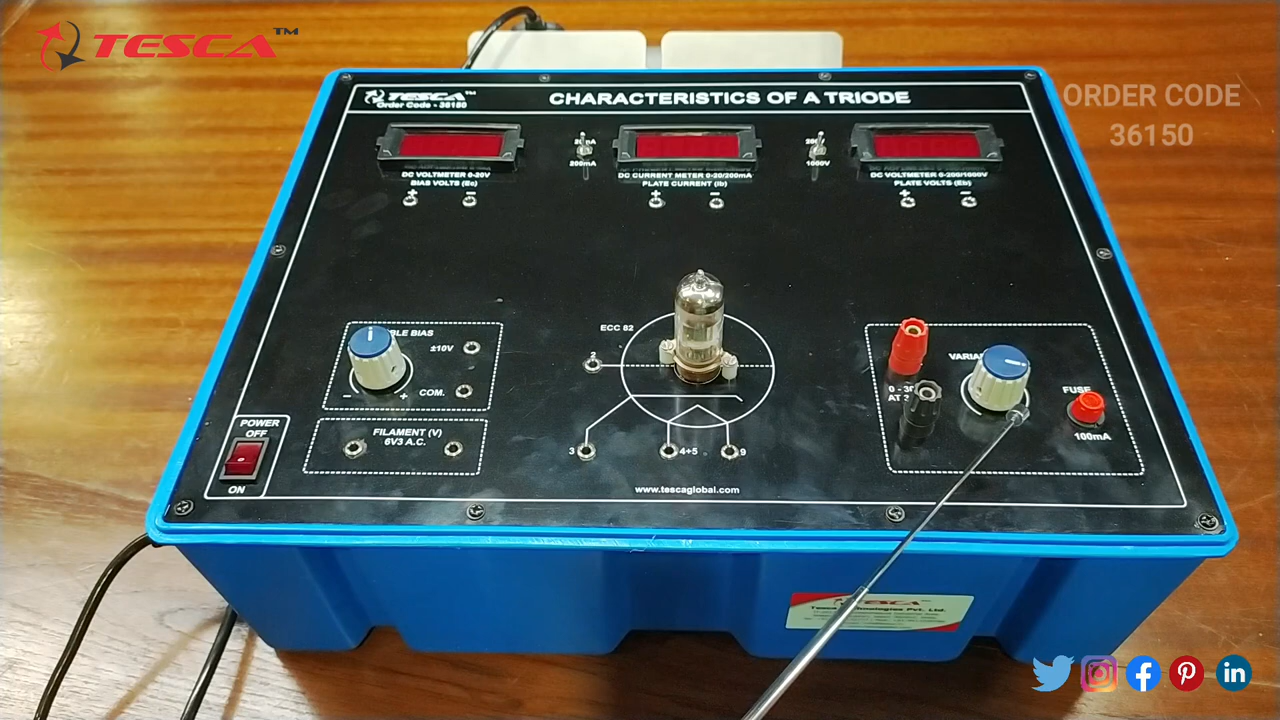 TESCA™
ORDER CODE
36150
TESCA™
Order Code - 36150
CHARACTERISTICS OF A TRIODE
200mA
1000V
DC VOLTMETER 0-20V
BIAS VOLTS (Ec)
DC CURRENT METER 0-20/200mA
PLATE CURRENT (Ib)
DC VOLTMETER 0-200/1000V
PLATE VOLTS (Eb)
+ −
+ −
+ −
ECC 82
±10V
COM.
− +
FUSE
100mA
POWER
OFF
ON
FILAMENT (V)
6V3 A.C.
3
4+5
9
www.tescaglobal.com
TESCA
in